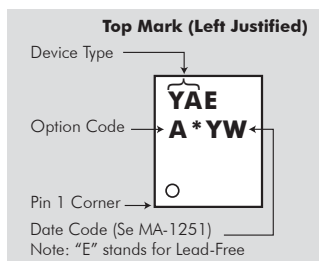 Top Mark (Left Justified)
Device Type
YAE
Option Code
A*YW
Pin 1 Corner
Date Code (Se MA-1251)
Note: “E” stands for Lead-Free